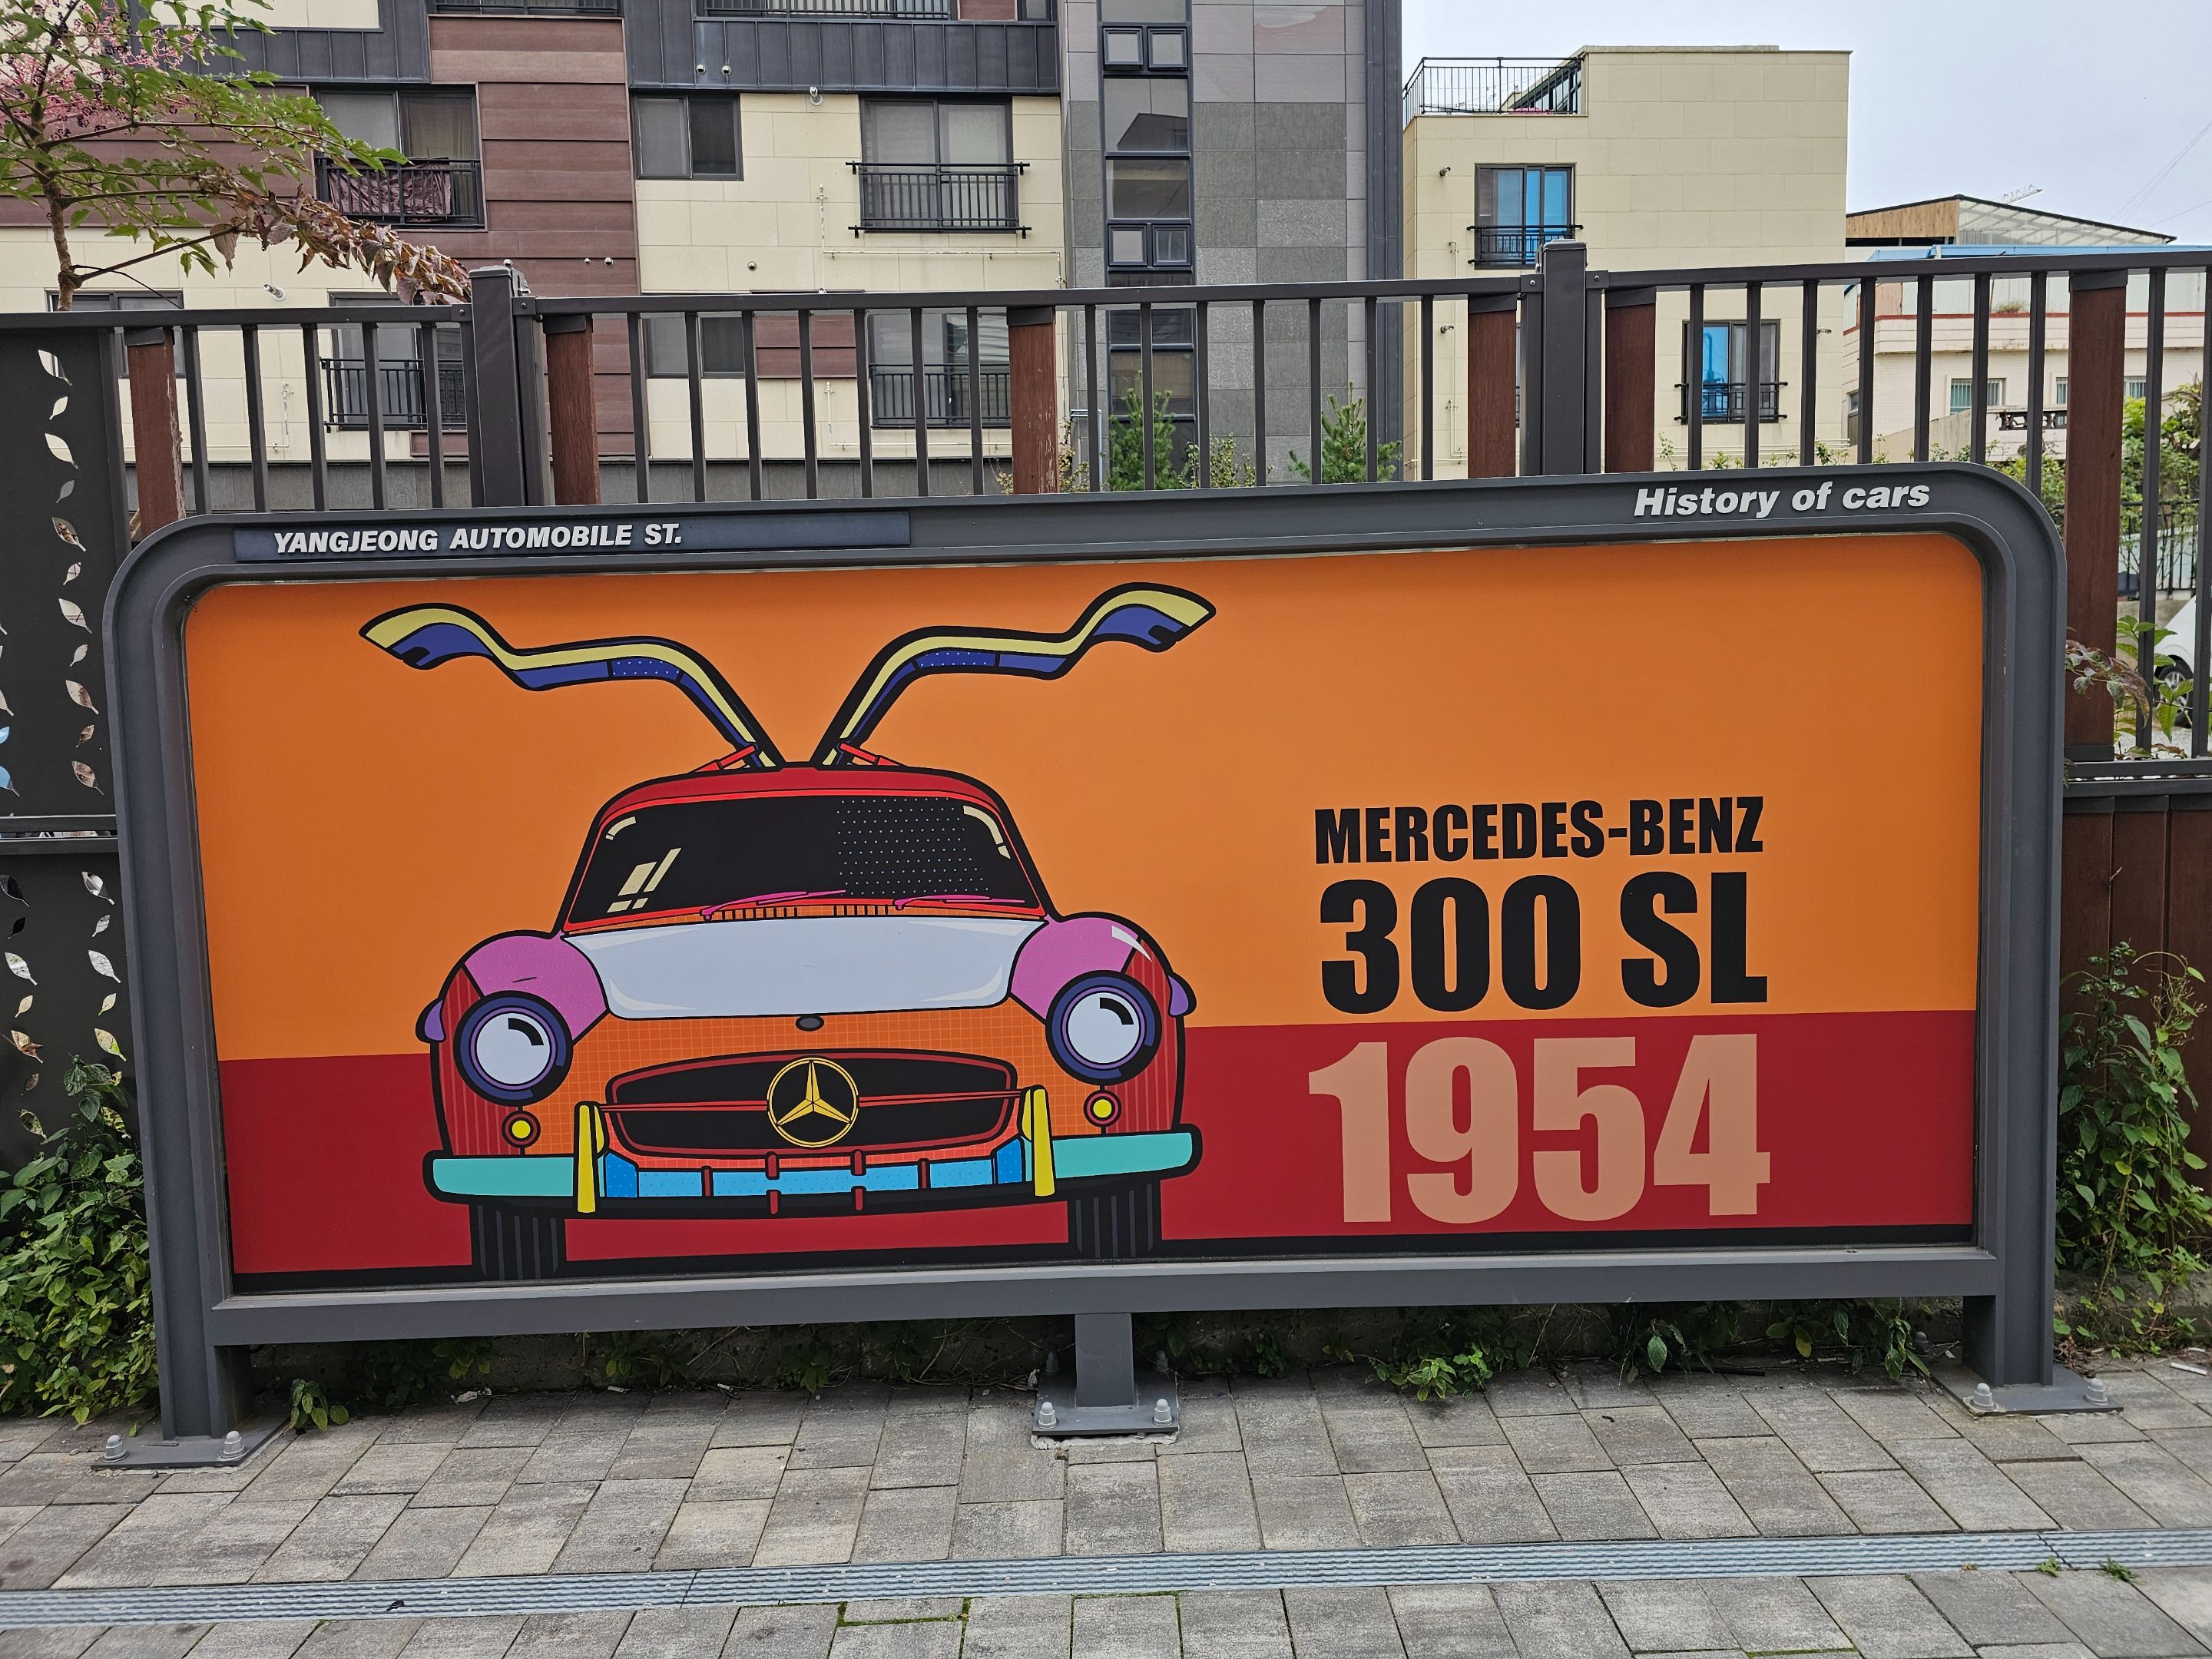 YANGJEONG AUTOMOBILE ST.
History of cars
MERCEDES-BENZ
300 SL
1954